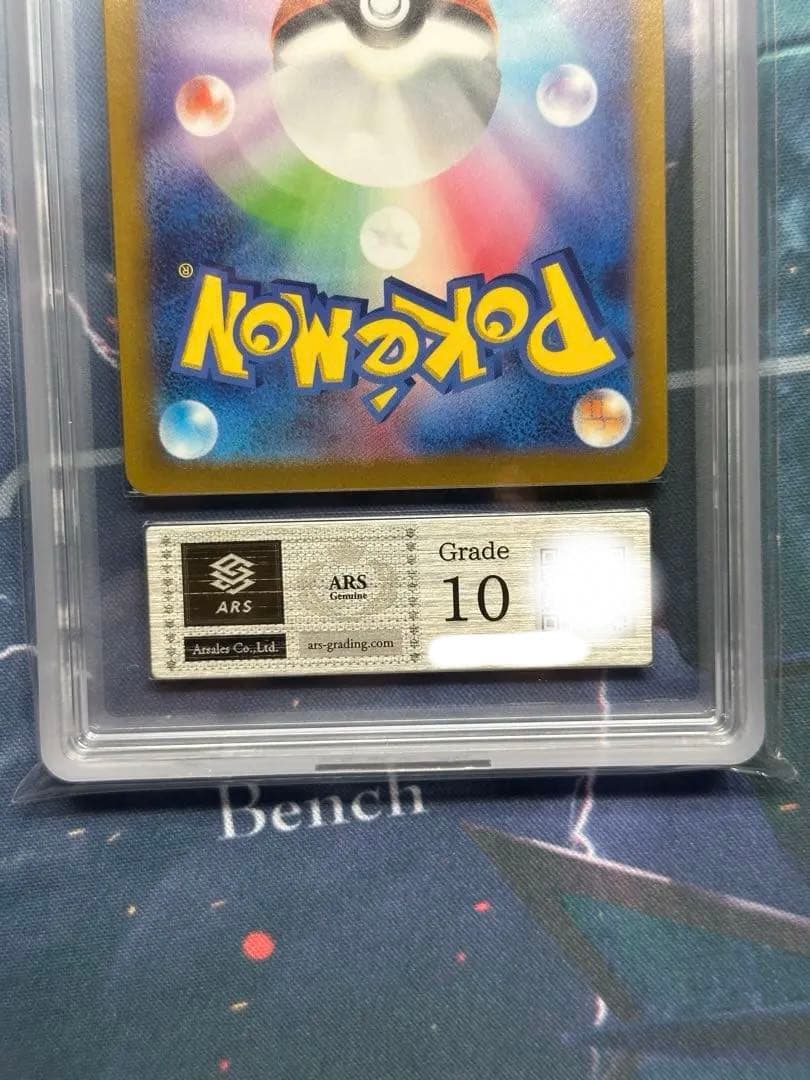 POKéMON
®
ARS
ARS
Genuine
Arsales Co.,Ltd.
ars-grading.com
Grade
10
Bench